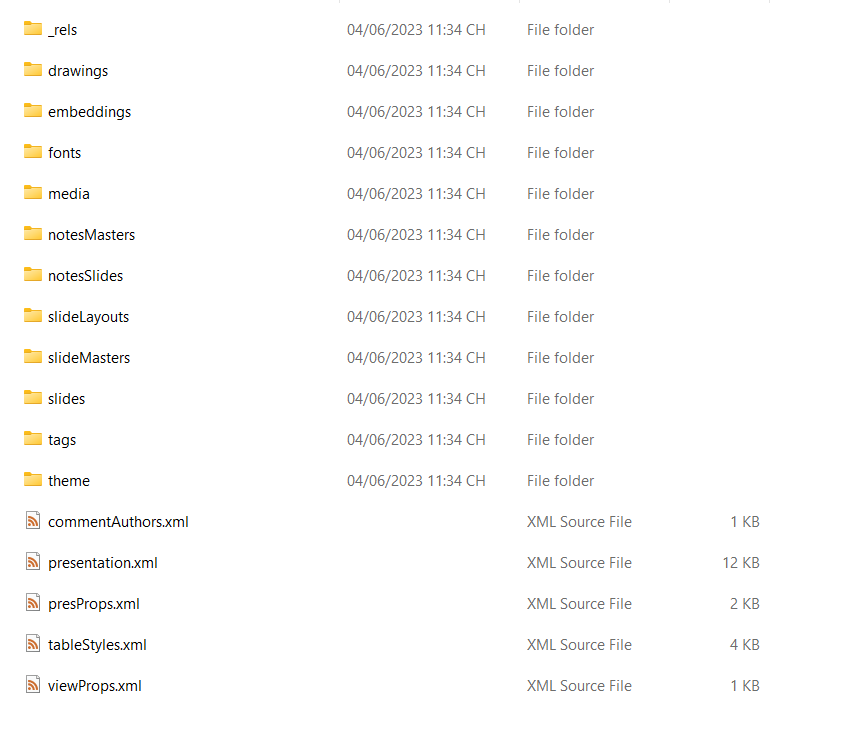 _rels 04/06/2023 11:34 CH File folder
drawings 04/06/2023 11:34 CH File folder
embeddings 04/06/2023 11:34 CH File folder
fonts 04/06/2023 11:34 CH File folder
media 04/06/2023 11:34 CH File folder
notesMasters 04/06/2023 11:34 CH File folder
notesSlides 04/06/2023 11:34 CH File folder
slideLayouts 04/06/2023 11:34 CH File folder
slideMasters 04/06/2023 11:34 CH File folder
slides 04/06/2023 11:34 CH File folder
tags 04/06/2023 11:34 CH File folder
theme 04/06/2023 11:34 CH File folder
commentAuthors.xml XML Source File 1 KB
presentation.xml XML Source File 12 KB
presProps.xml XML Source File 2 KB
tableStyles.xml XML Source File 4 KB
viewProps.xml XML Source File 1 KB